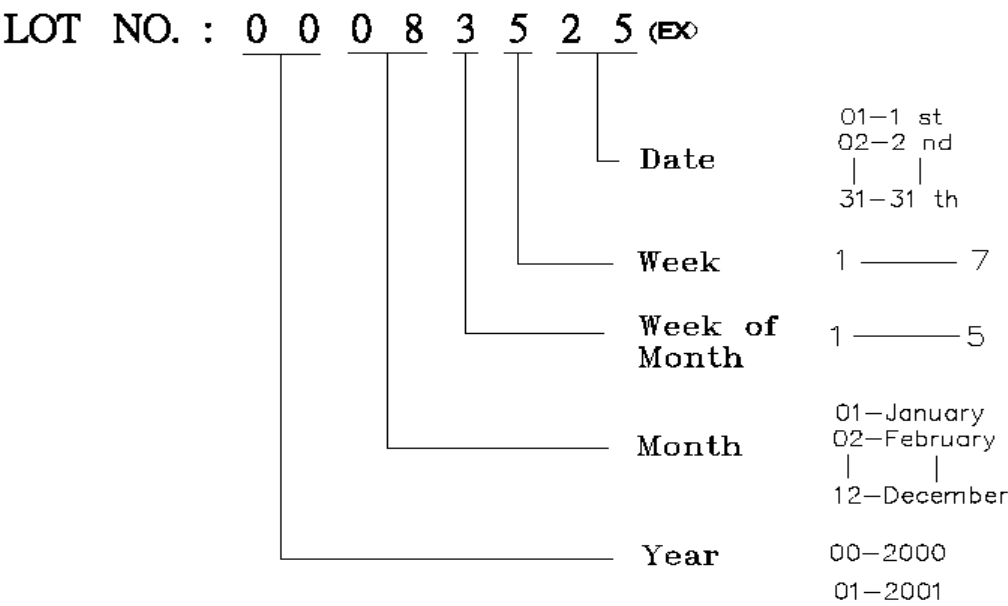 LOT NO. : 0 0 0 8 3 5 2 5 (EX)
01-1 st
02-2 nd
Date
31-31 th
Week 1 7
Week of
Month
1 5
01-January
02-February
Month
12-December
Year 00-2000
01-2001